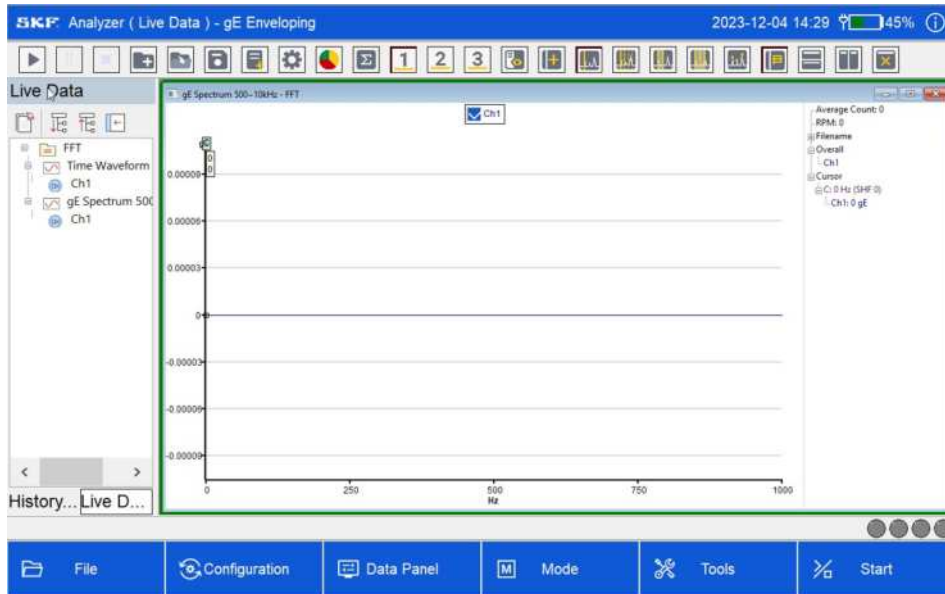 SKF Analyzer ( Live Data ) - gE Enveloping 2023-12-04 14:29 45%
1 2 3
Live Data
FFT
Time Waveform
Ch1
gE Spectrum 500
Ch1
History... Live D...
gE Spectrum 500~10kHz - FFT
Ch1
gE
C
0
0
0.00009
0.00006
0.00003
0
-0.00003
-0.00006
-0.00009
0 250 500 750 1000
Hz
Average Count: 0
RPM: 0
Filename
Overall
Ch1
Cursor
C: 0 Hz (SHF 0)
Ch1: 0 gE
File Configuration Data Panel M Mode Tools Start